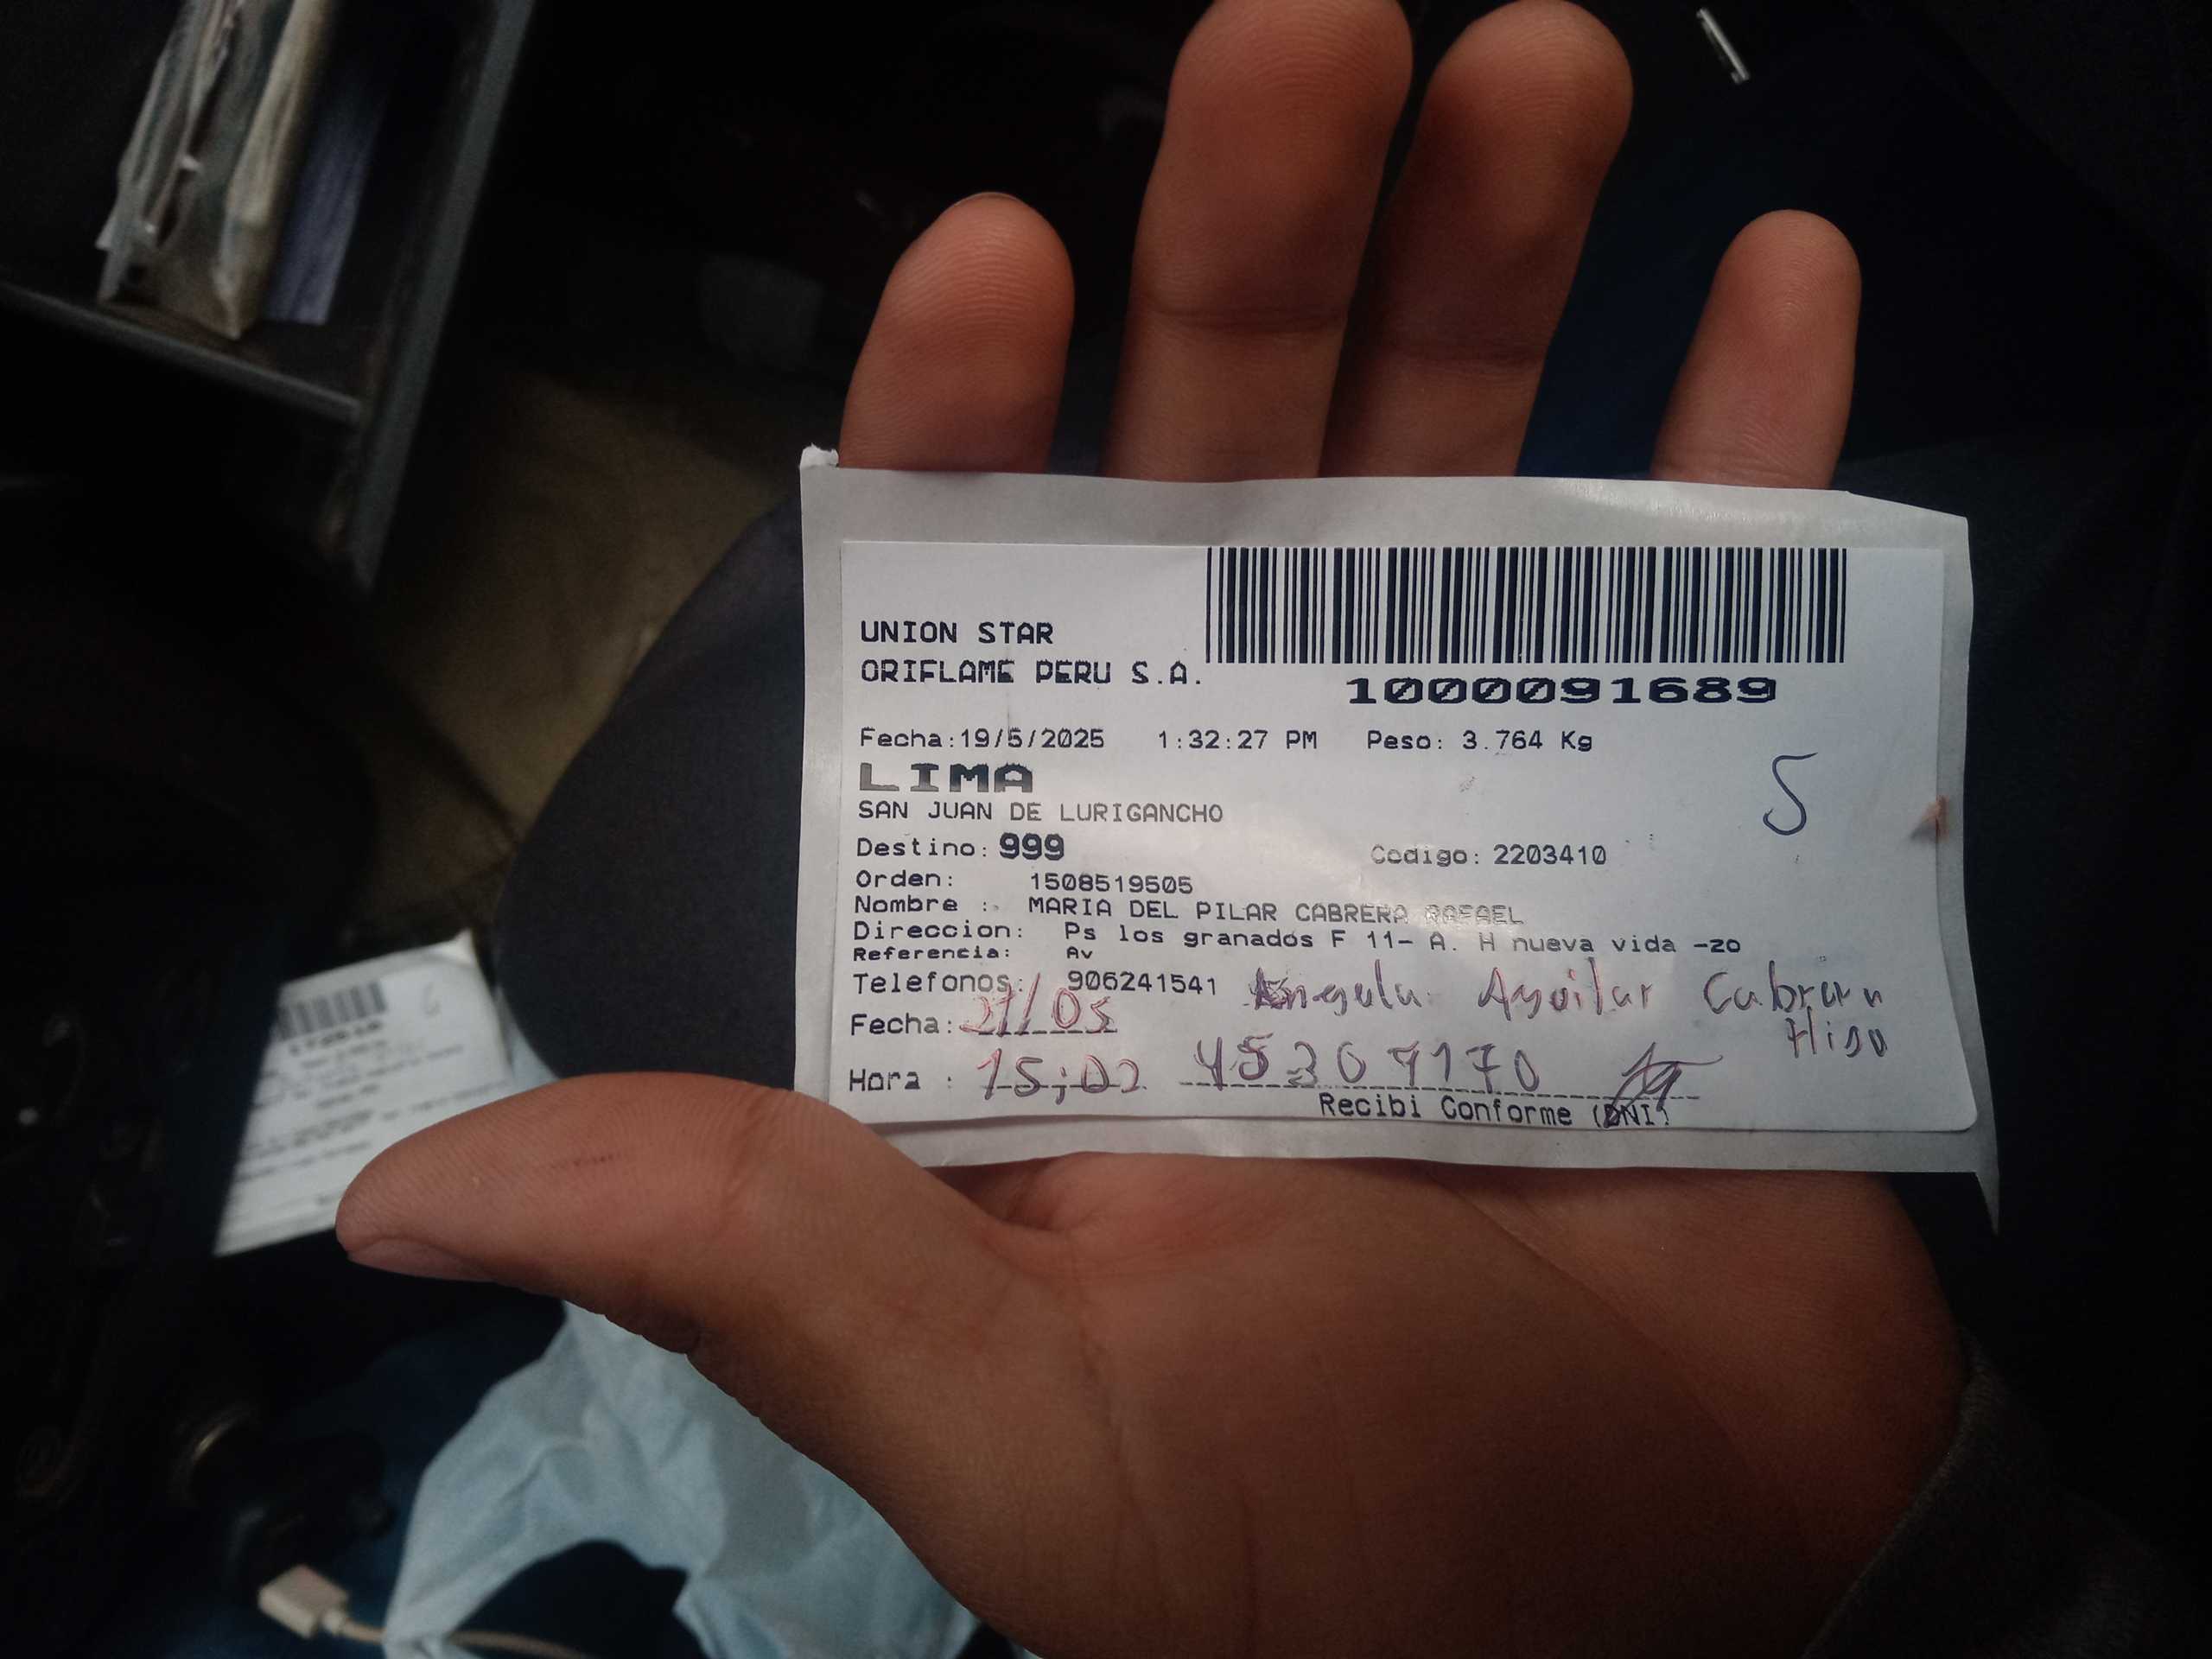 UNION STAR
ORIFLAME PERU S.A.
1000091689
Fecha:19/5/2025 1:32:27 PM Peso: 3.764 Kg
LIMA
5
SAN JUAN DE LURIGANCHO
Destino: 999 Codigo: 2203410
Orden: 1508519505
Nombre : MARIA DEL PILAR CABRERA RAFAEL
Direccion: Ps los granados F 11- A. H nueva vida -zo
Referencia: Av
Telefonos: 906241541 Angela Aguilar Cabrera
Fecha: 21/05 Hija
Hora : 15:02
Recibi Conforme (DNI)